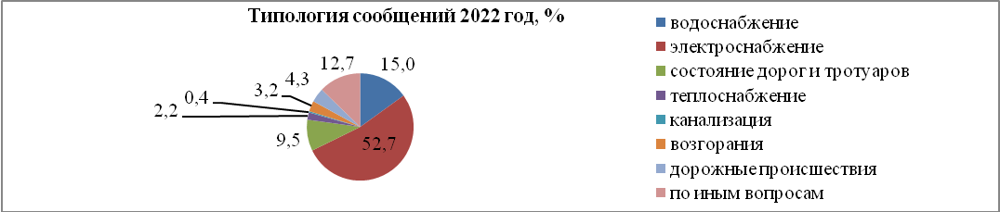 Типология сообщений 2022 год, %
12,7
15,0
4,3
3,2
0,4
2,2
9,5
52,7
водоснабжение
электроснабжение
состояние дорог и тротуаров
теплоснабжение
канализация
возгорания
дорожные происшествия
по иным вопросам